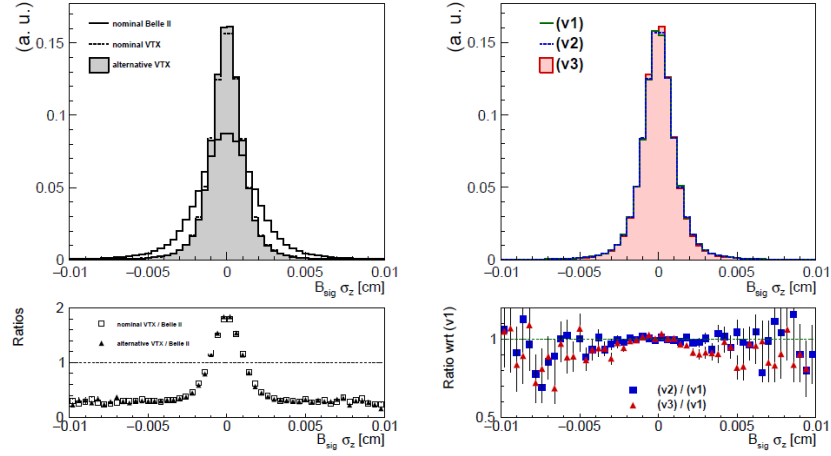 (a. u.)
nominal Belle II
nominal VTX
alternative VTX
0.15
0.1
0.05
0
−0.01 −0.005 0 0.005 0.01
B_sig σ_z [cm]
Ratios
nominal VTX / Belle II
alternative VTX / Belle II
2
1
0
−0.01 −0.005 0 0.005 0.01
B_sig σ_z [cm]
(a. u.)
(v1)
(v2)
(v3)
0.15
0.1
0.05
0
−0.01 −0.005 0 0.005 0.01
B_sig σ_z [cm]
Ratio wrt (v1)
1
0.5
(v2) / (v1)
(v3) / (v1)
−0.01 −0.005 0 0.005 0.01
B_sig σ_z [cm]